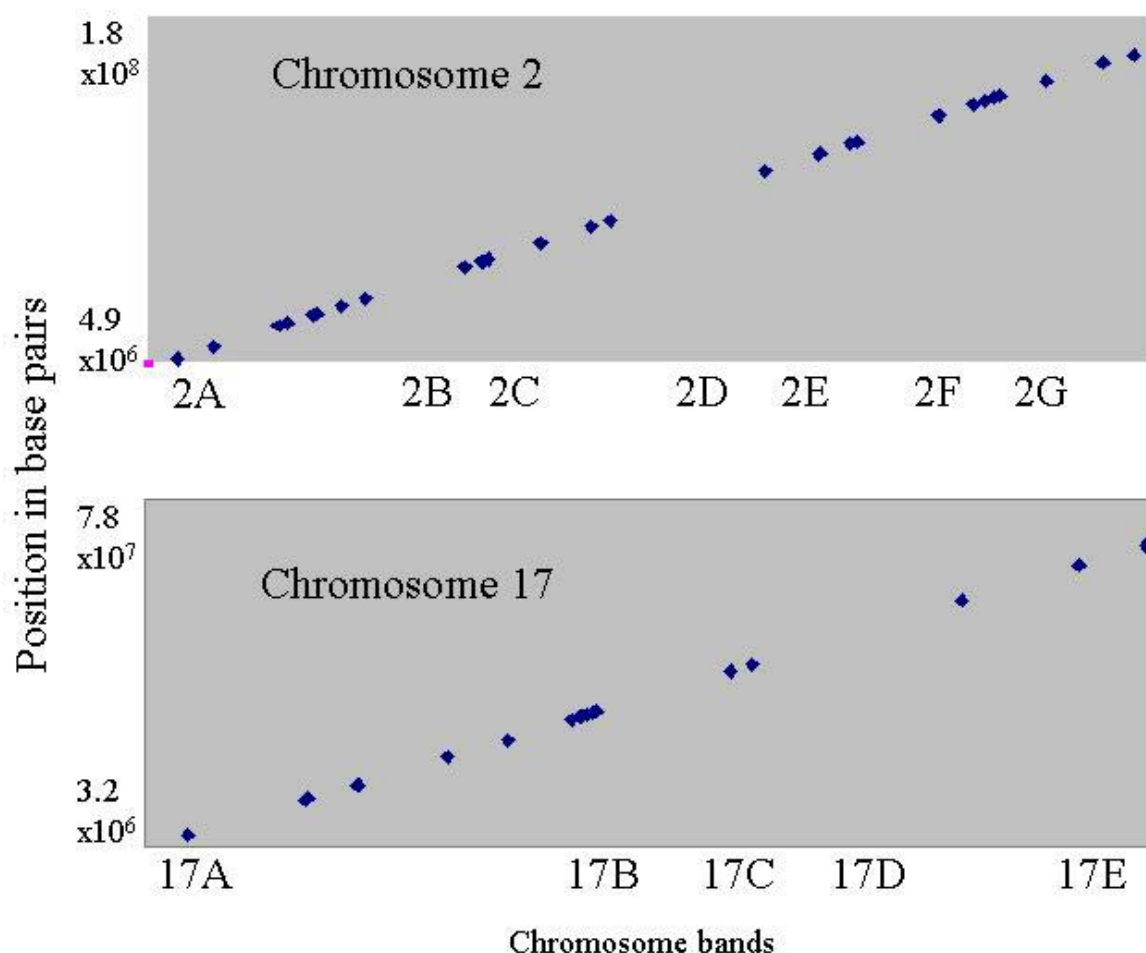 Position in base pairs
1.8
x10⁸
Chromosome 2
4.9
x10⁶
2A 2B 2C 2D 2E 2F 2G
7.8
x10⁷
Chromosome 17
3.2
x10⁶
17A 17B 17C 17D 17E
Chromosome bands